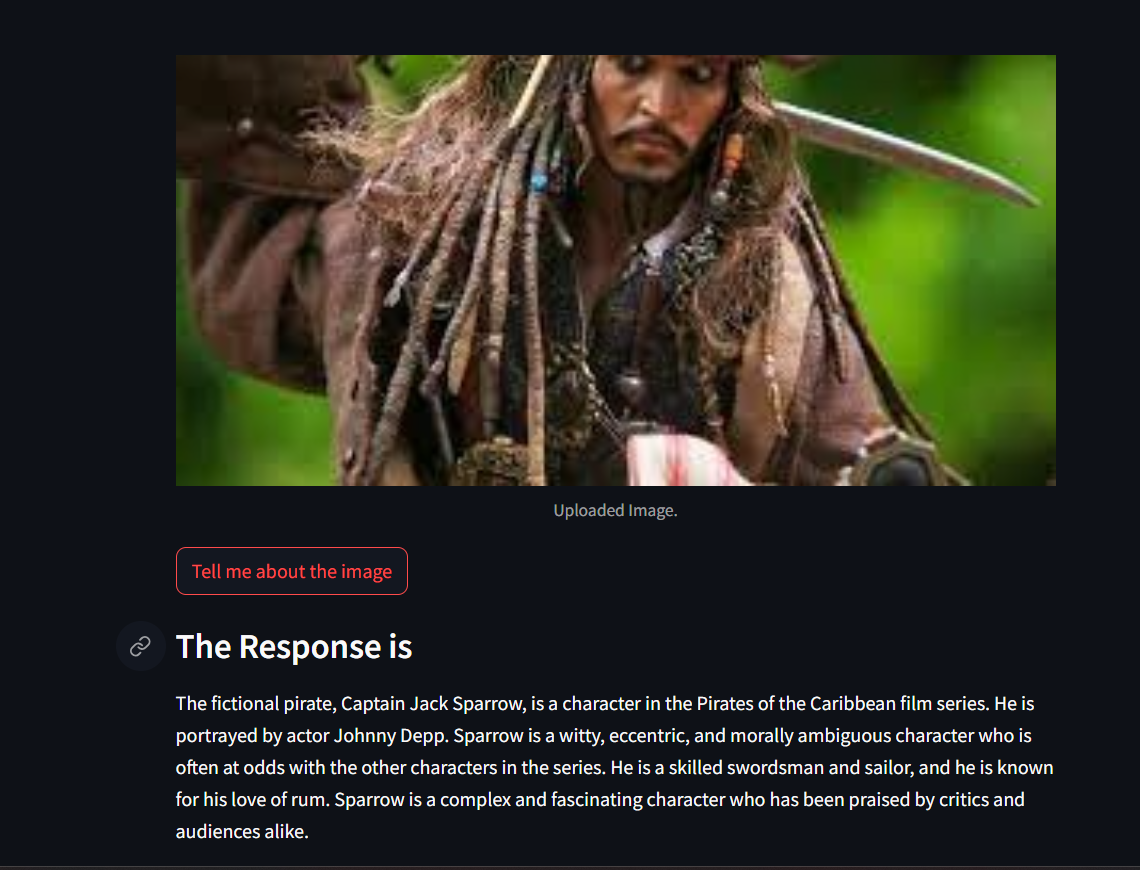 Uploaded Image.
Tell me about the image
The Response is
The fictional pirate, Captain Jack Sparrow, is a character in the Pirates of the Caribbean film series. He is
portrayed by actor Johnny Depp. Sparrow is a witty, eccentric, and morally ambiguous character who is
often at odds with the other characters in the series. He is a skilled swordsman and sailor, and he is known
for his love of rum. Sparrow is a complex and fascinating character who has been praised by critics and
audiences alike.